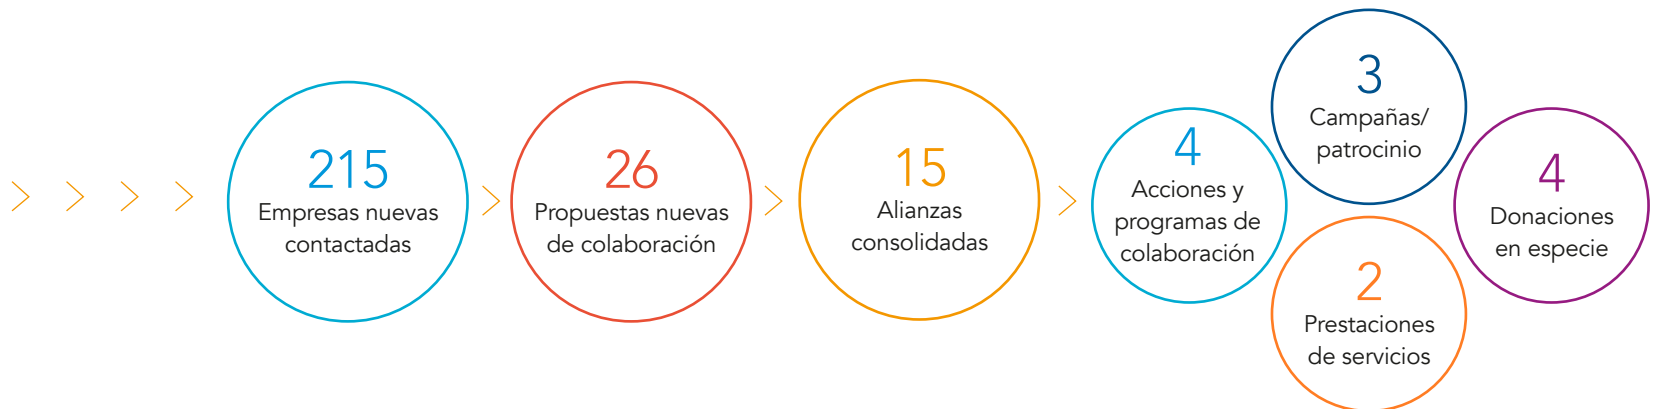 215
Empresas nuevas
contactadas
26
Propuestas nuevas
de colaboración
15
Alianzas
consolidadas
4
Acciones y
programas de
colaboración
3
Campañas/
patrocinio
2
Prestaciones
de servicios
4
Donaciones
en especie